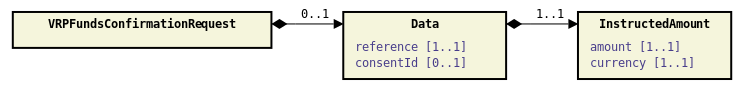 VRPFundsConfirmationRequest
0..1
Data
reference [1..1]
consentId [0..1]
1..1
InstructedAmount
amount [1..1]
currency [1..1]